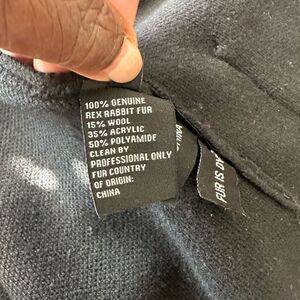 100% GENUINE
REX RABBIT FUR
15% WOOL
35% ACRYLIC
50% POLYAMIDE
CLEAN BY
PROFESSIONAL ONLY
FUR COUNTRY
OF ORIGIN:
CHINA
FUR IS